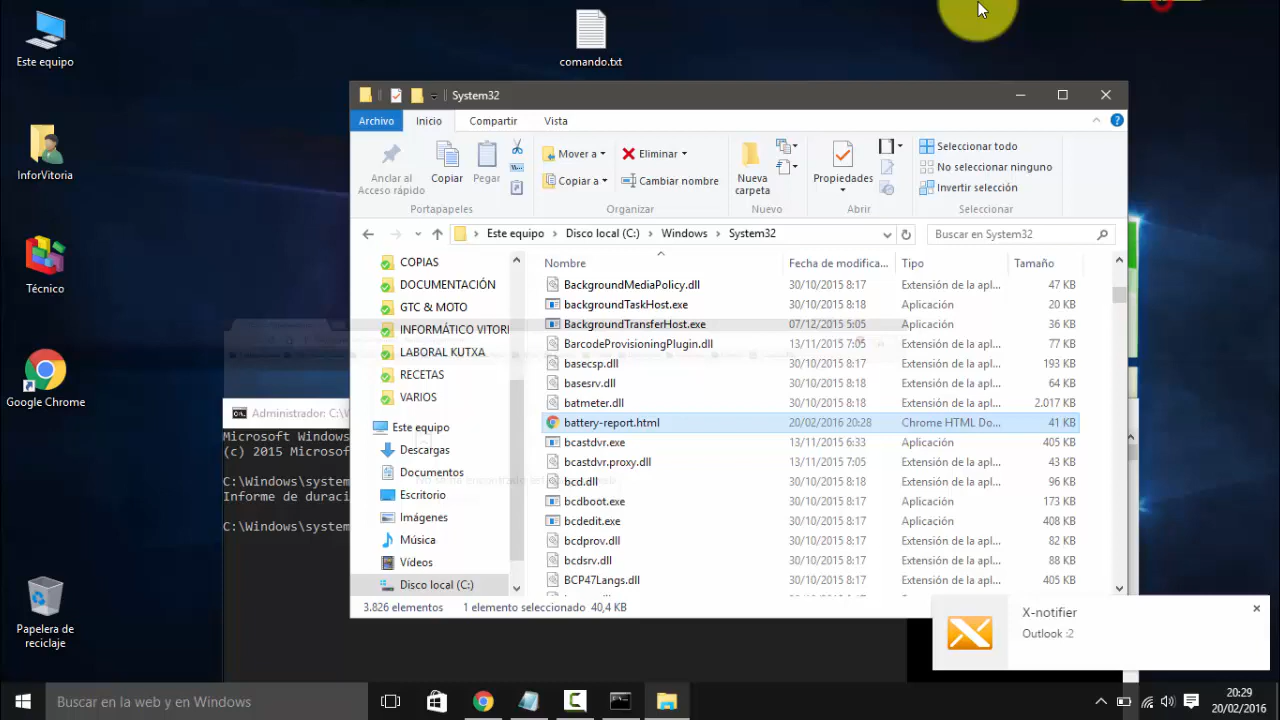 Este equipo
comando.txt
System32
Archivo Inicio Compartir Vista
InforVitoria
Anclar al Acceso rápido
Copiar
Pegar
Mover a
Copiar a
Eliminar
Cambiar nombre
Nueva carpeta
Propiedades
Seleccionar todo
No seleccionar ninguno
Invertir selección
Portapapeles Organizar Nuevo Abrir Seleccionar
Este equipo Disco local (C:) Windows System32
Buscar en System32
Técnico
Google Chrome
Papelera de
reciclaje
COPIAS
DOCUMENTACIÓN
GTC & MOTO
INFORMÁTICO VITORI
LABORAL KUTXA
RECETAS
VARIOS
Este equipo
Descargas
Documentos
Escritorio
Imágenes
Música
Vídeos
Disco local (C:)
Nombre Fecha de modifica... Tipo Tamaño
BackgroundMediaPolicy.dll 30/10/2015 8:17 Extensión de la apl... 47 KB
backgroundTaskHost.exe 30/10/2015 8:18 Aplicación 20 KB
BackgroundTransferHost.exe 07/12/2015 5:05 Aplicación 36 KB
BarcodeProvisioningPlugin.dll 13/11/2015 7:05 Extensión de la apl... 77 KB
basecsp.dll 30/10/2015 8:17 Extensión de la apl... 193 KB
basesrv.dll 30/10/2015 8:18 Extensión de la apl... 64 KB
batmeter.dll 30/10/2015 8:18 Extensión de la apl... 2.017 KB
battery-report.html 20/02/2016 20:28 Chrome HTML Do... 41 KB
bcastdvr.exe 13/11/2015 6:33 Aplicación 405 KB
bcastdvr.proxy.dll 13/11/2015 7:05 Extensión de la apl... 43 KB
bcd.dll 30/10/2015 8:18 Extensión de la apl... 96 KB
bcdboot.exe 30/10/2015 8:17 Aplicación 173 KB
bcdedit.exe 30/10/2015 8:17 Aplicación 408 KB
bcdprov.dll 30/10/2015 8:17 Extensión de la apl... 82 KB
bcdsrv.dll 30/10/2015 8:17 Extensión de la apl... 88 KB
BCP47Langs.dll 30/10/2015 8:17 Extensión de la apl... 405 KB
3.826 elementos 1 elemento seleccionado 40,4 KB
Administrador: C:\W
Microsoft Windows
(c) 2015 Microsof
C:\Windows\system
Informe de duraci
C:\Windows\system
X-notifier
Outlook :2
Buscar en la web y en Windows
20:29
20/02/2016